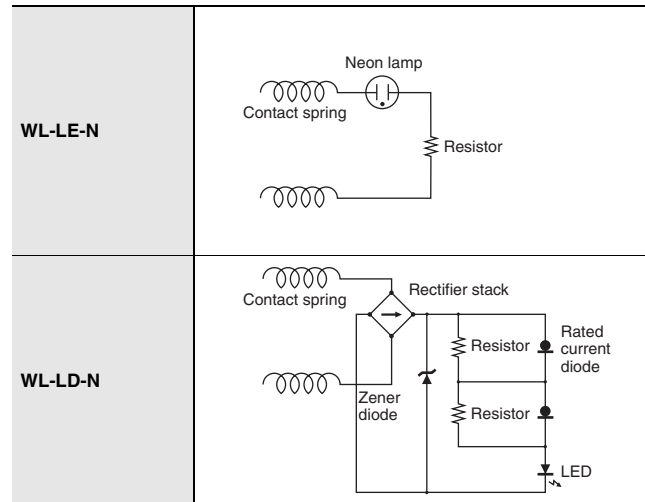 WL-LE-N
Neon lamp
Contact spring
Resistor
WL-LD-N
Contact spring
Rectifier stack
Zener
diode
Resistor
Rated
current
diode
Resistor
LED